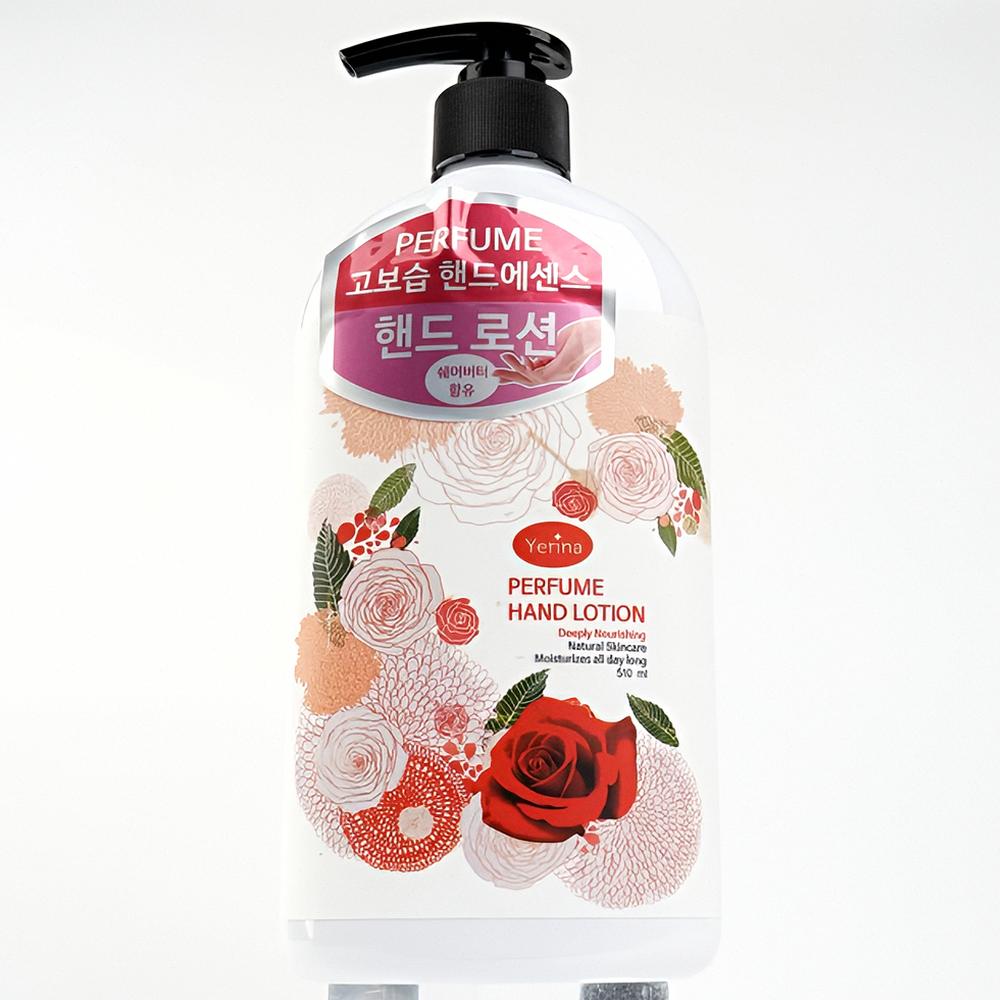 PERFUME
고보습 핸드에센스
핸드 로션
쉐어버터
함유
Yerina
PERFUME
HAND LOTION
Deeply Nourishing
Natural Skincare
Moisturizes all day long
510 ml